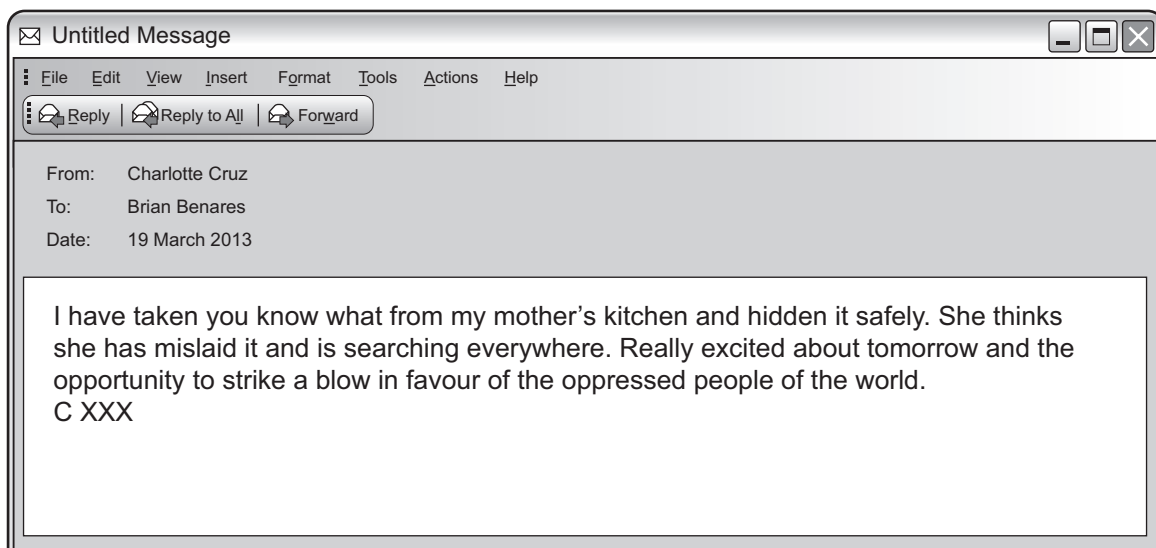 Untitled Message
File Edit View Insert Format Tools Actions Help
Reply Reply to All Forward
From: Charlotte Cruz
To: Brian Benares
Date: 19 March 2013
I have taken you know what from my mother’s kitchen and hidden it safely. She thinks
she has mislaid it and is searching everywhere. Really excited about tomorrow and the
opportunity to strike a blow in favour of the oppressed people of the world.
C XXX